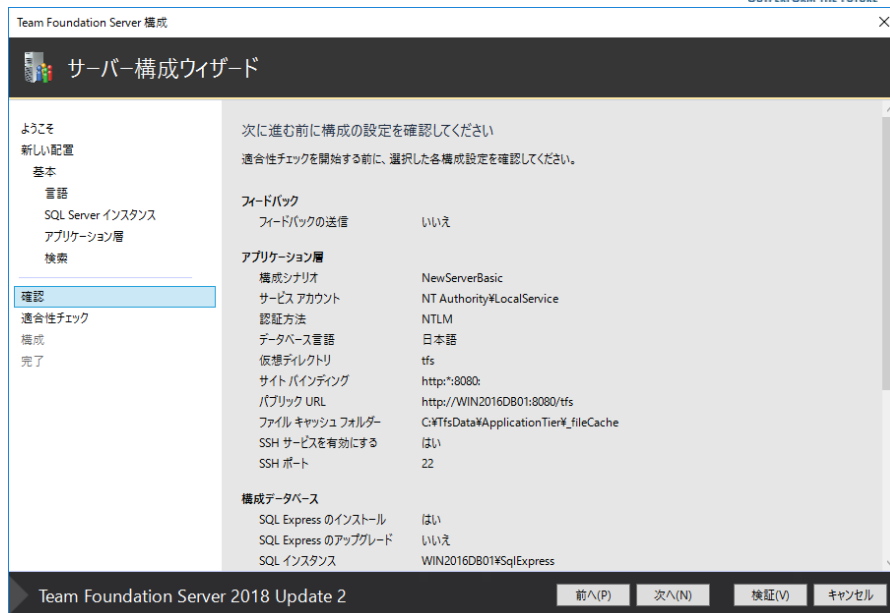 Team Foundation Server 構成
サーバー構成ウィザード
ようこそ
新しい配置
基本
言語
SQL Server インスタンス
アプリケーション層
検索
確認
適合性チェック
構成
完了
次に進む前に構成の設定を確認してください
適合性チェックを開始する前に、選択した各構成設定を確認してください。
フィードバック
フィードバックの送信 いいえ
アプリケーション層
構成シナリオ NewServerBasic
サービス アカウント NT Authority¥LocalService
認証方法 NTLM
データベース言語 日本語
仮想ディレクトリ tfs
サイト バインディング http:*:8080:
パブリック URL http://WIN2016DB01:8080/tfs
ファイル キャッシュ フォルダー C:¥TfsData¥ApplicationTier¥_fileCache
SSH サービスを有効にする はい
SSH ポート 22
構成データベース
SQL Express のインストール はい
SQL Express のアップグレード いいえ
SQL インスタンス WIN2016DB01¥SqlExpress
Team Foundation Server 2018 Update 2
前へ(P) 次へ(N) 検証(V) キャンセル